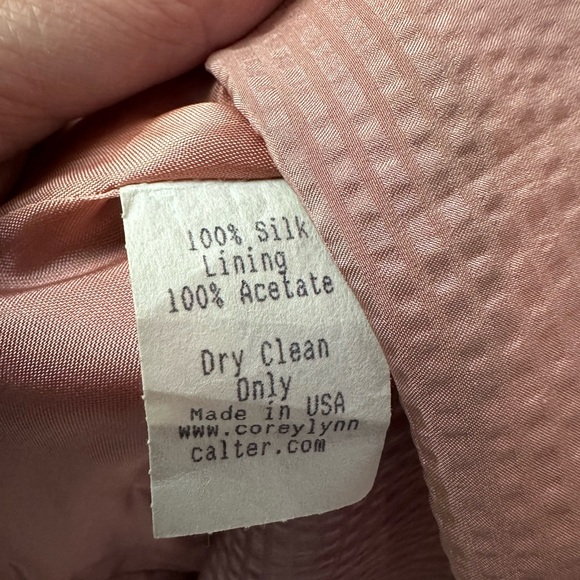 100% Silk
Lining
100% Acetate
Dry Clean
Only
Made in USA
www.coreylynn
calter.com